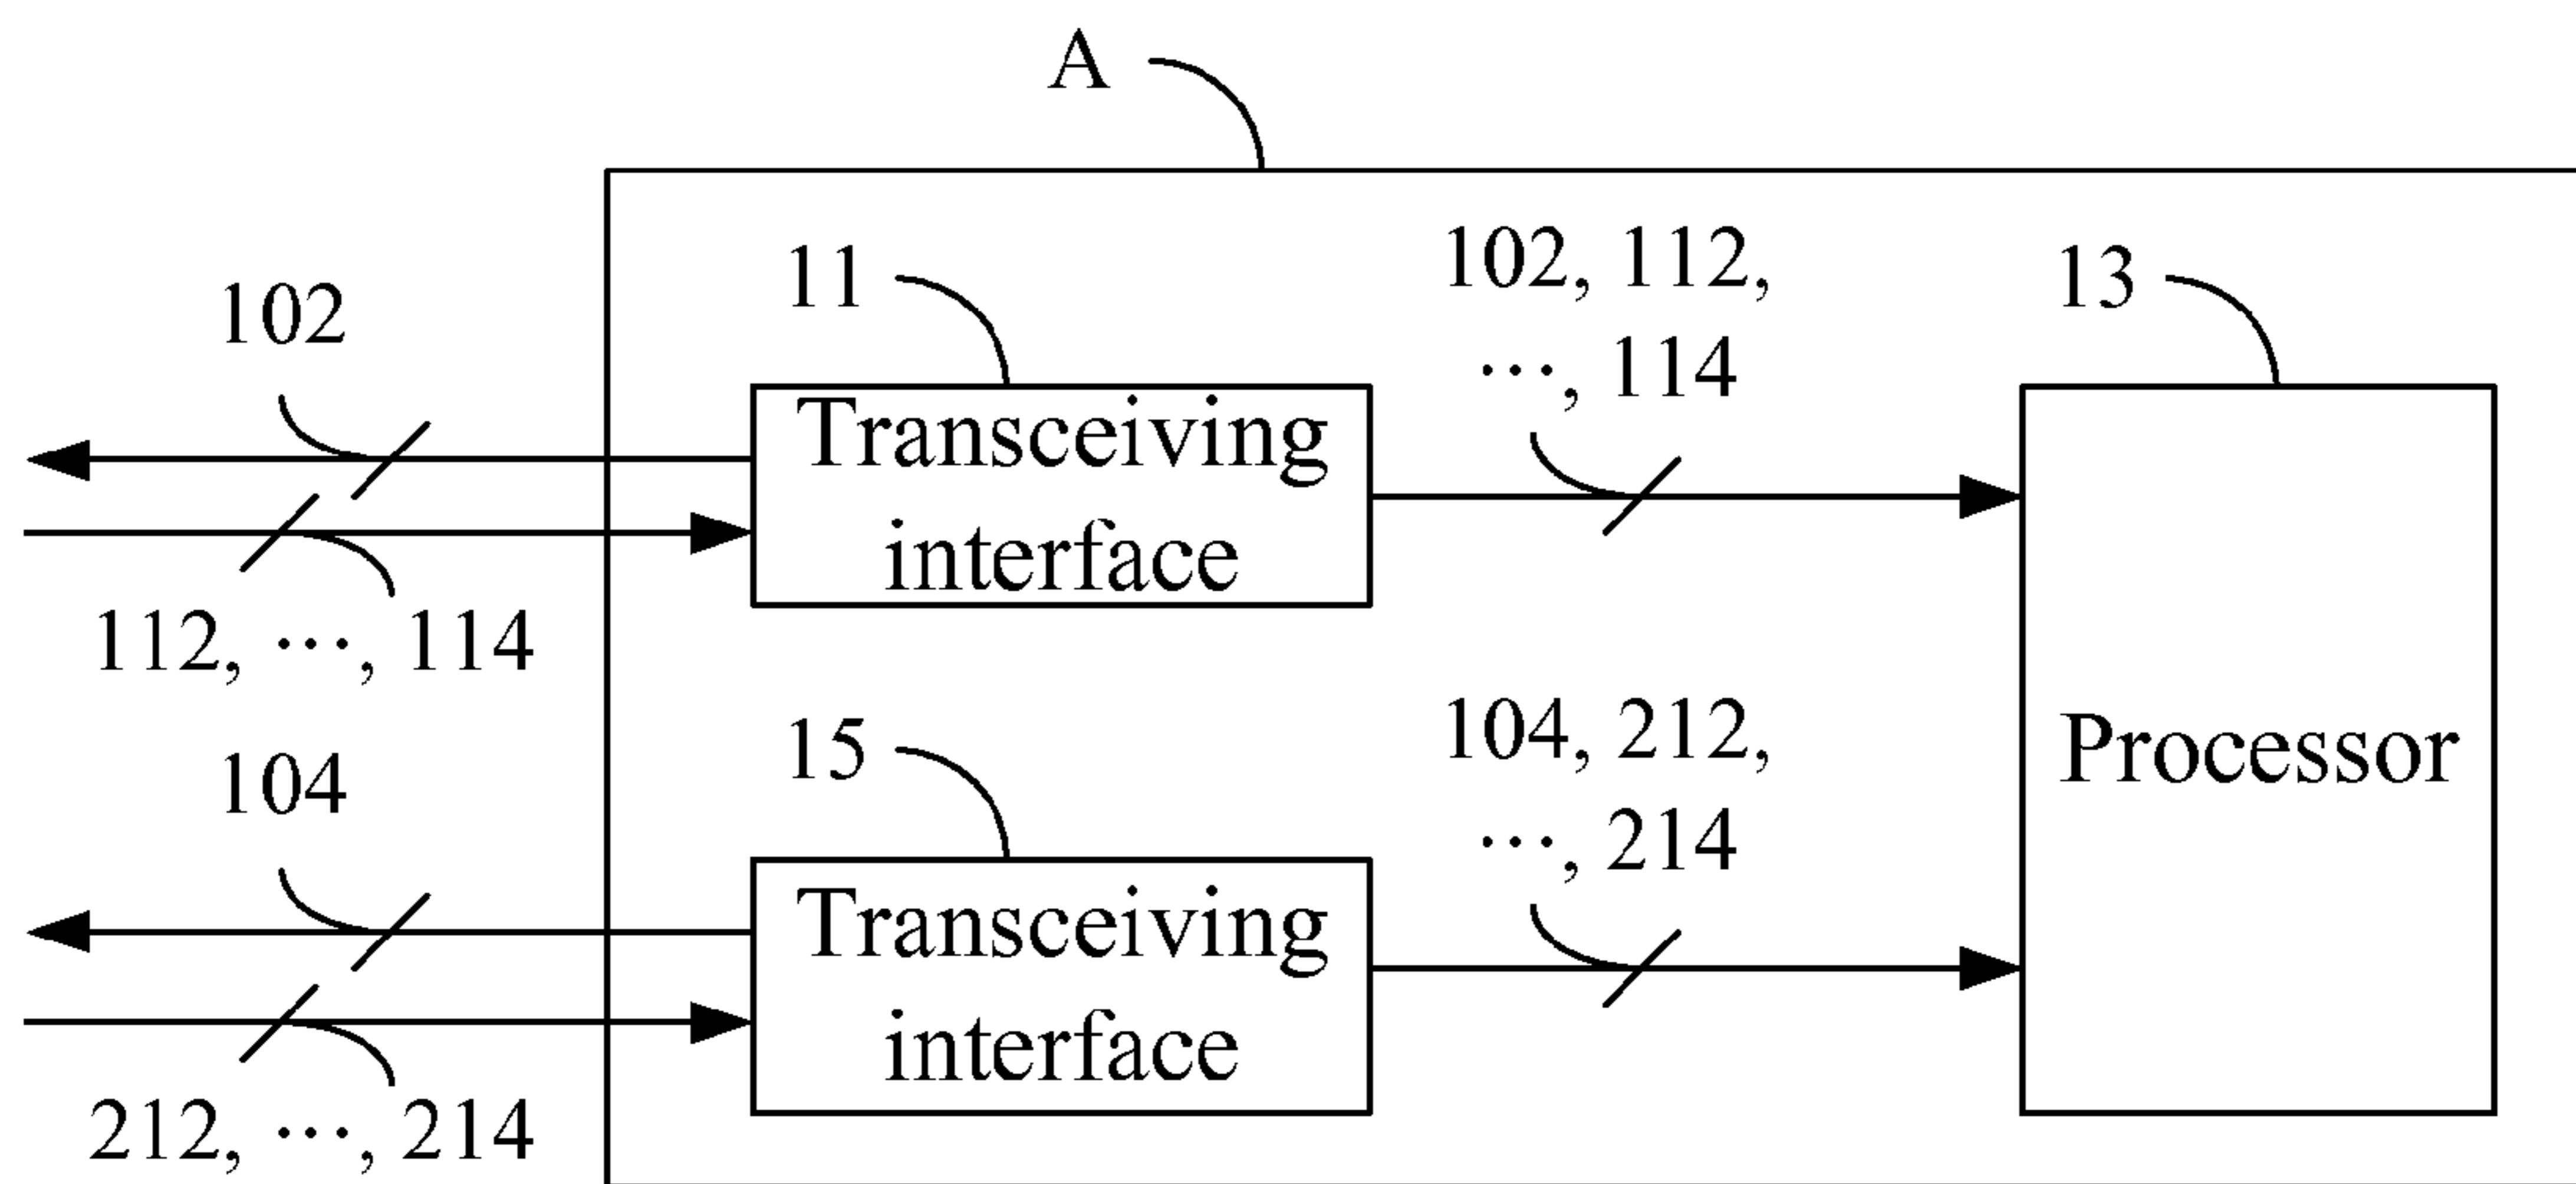 A
11
102, 112,
…, 114
13
102
Transceiving
interface
112, …, 114
15
104, 212,
…, 214
Processor
104
Transceiving
interface
212, …, 214